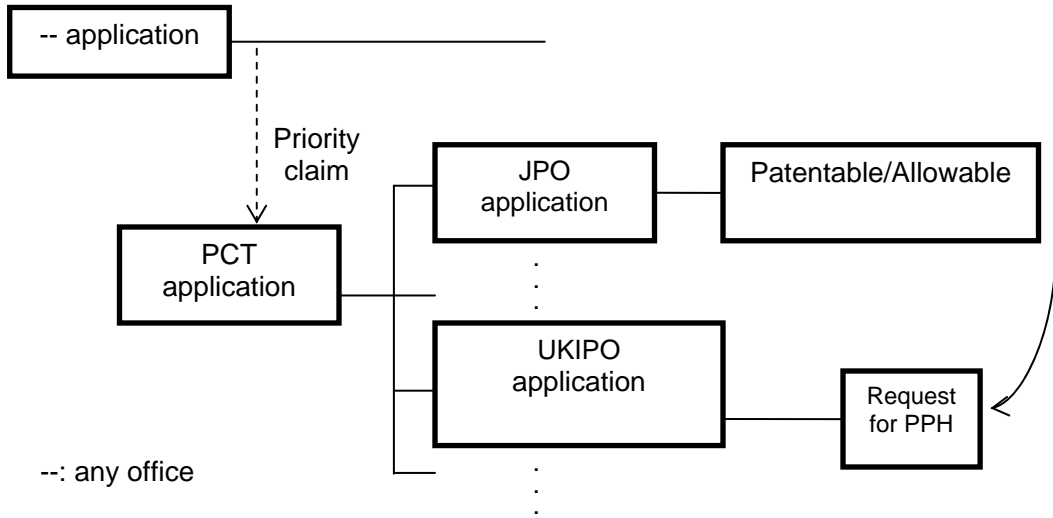 -- application
Priority
claim
JPO
application
Patentable/Allowable
PCT
application
UKIPO
application
Request
for PPH
--: any office